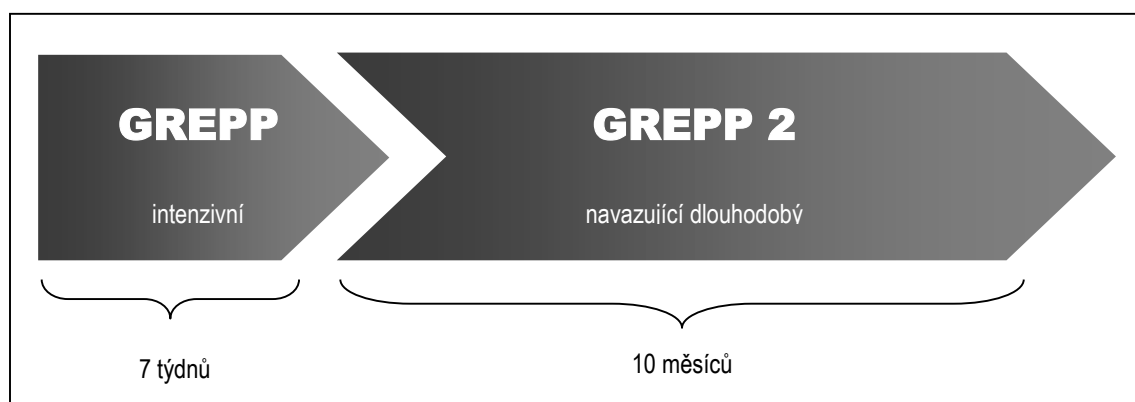 GREPP
intenzivní
7 týdnů
GREPP 2
navazující dlouhodobý
10 měsíců